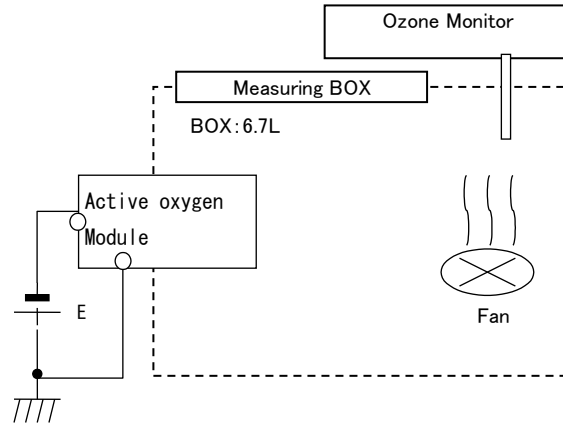 Ozone Monitor
Measuring BOX
BOX:6.7L
Active oxygen
Module
E
Fan